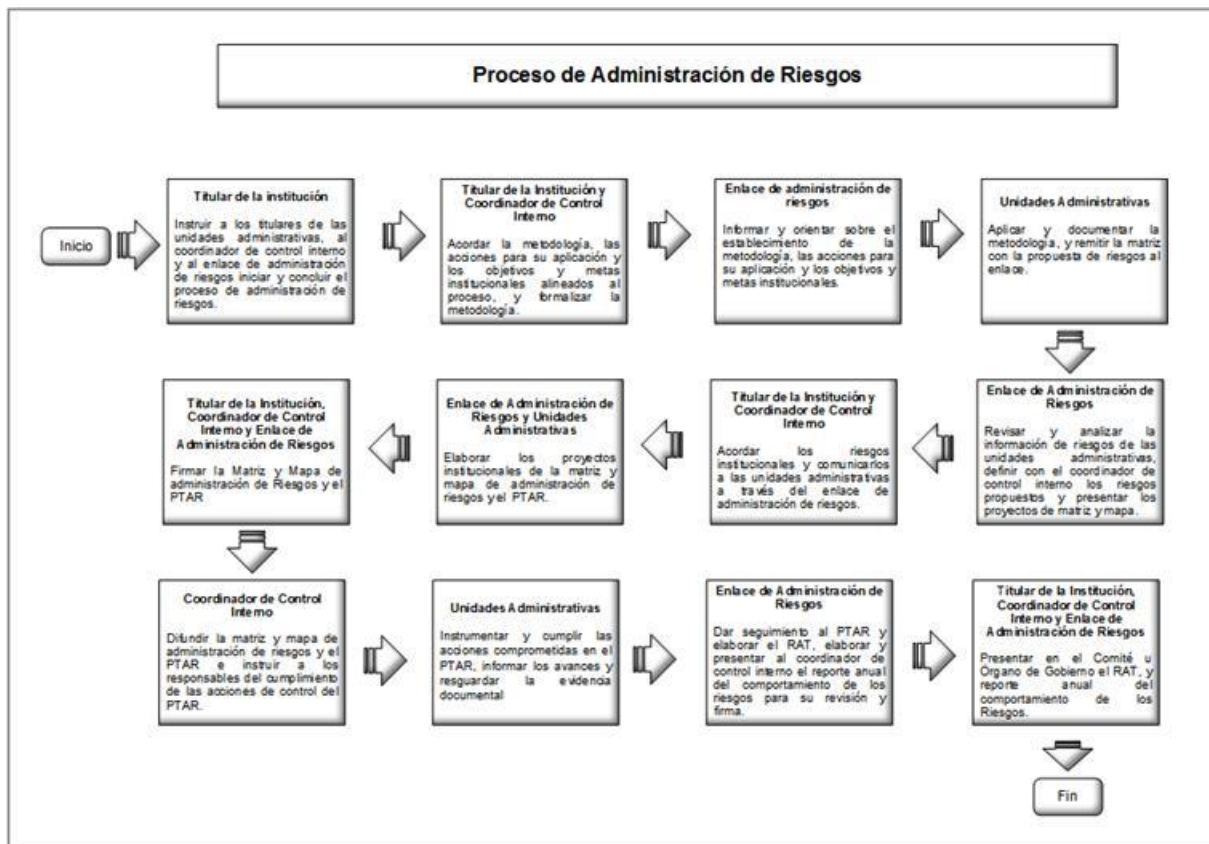 Proceso de Administración de Riesgos
Inicio
Titular de la institución
Instruir a los titulares de las
unidades administrativas, al
coordinador de control interno
y al enlace de administración
de riesgos iniciar y concluir el
proceso de administración de
riesgos.
Titular de la Institución y
Coordinador de Control
Interno
Acordar la metodología, las
acciones para su aplicación y
los objetivos y metas
institucionales alineados al
proceso, y formalizar la
metodología.
Enlace de administración de
riesgos
Informar y orientar sobre el
establecimiento de la
metodología, las acciones para
su aplicación y los objetivos y
metas institucionales.
Unidades Administrativas
Aplicar y documentar la
metodología, y remitir la matriz
con la propuesta de riesgos al
enlace.
Enlace de Administración de
Riesgos
Revisar y analizar la
información de riesgos de las
unidades administrativas,
definir con el coordinador de
control interno los riesgos
propuestos y presentar los
proyectos de matriz y mapa.
Titular de la Institución y
Coordinador de Control
Interno
Acordar los riesgos
institucionales y comunicarlos
a las unidades administrativas
a través del enlace de
administración de riesgos.
Enlace de Administración de
Riesgos y Unidades
Administrativas
Elaborar los proyectos
institucionales de la matriz y
mapa de administración de
riesgos y el PTAR.
Titular de la Institución,
Coordinador de Control
Interno y Enlace de
Administración de Riesgos
Firmar la Matriz y Mapa de
administración de Riesgos y el
PTAR
Coordinador de Control
Interno
Difundir la matriz y mapa de
administración de riesgos y el
PTAR e instruir a los
responsables del cumplimiento
de las acciones de control del
PTAR.
Unidades Administrativas
Instrumentar y cumplir las
acciones comprometidas en el
PTAR, informar los avances y
resguardar la evidencia
documental
Enlace de Administración de
Riesgos
Dar seguimiento al PTAR y
elaborar el RAT, elaborar y
presentar al coordinador de
control interno el reporte anual
del comportamiento de los
riesgos para su revisión y
firma.
Titular de la Institución,
Coordinador de Control
Interno y Enlace de
Administración de Riesgos
Presentar en el Comité u
Órgano de Gobierno el RAT, y
reporte anual del
comportamiento de los
Riesgos.
Fin